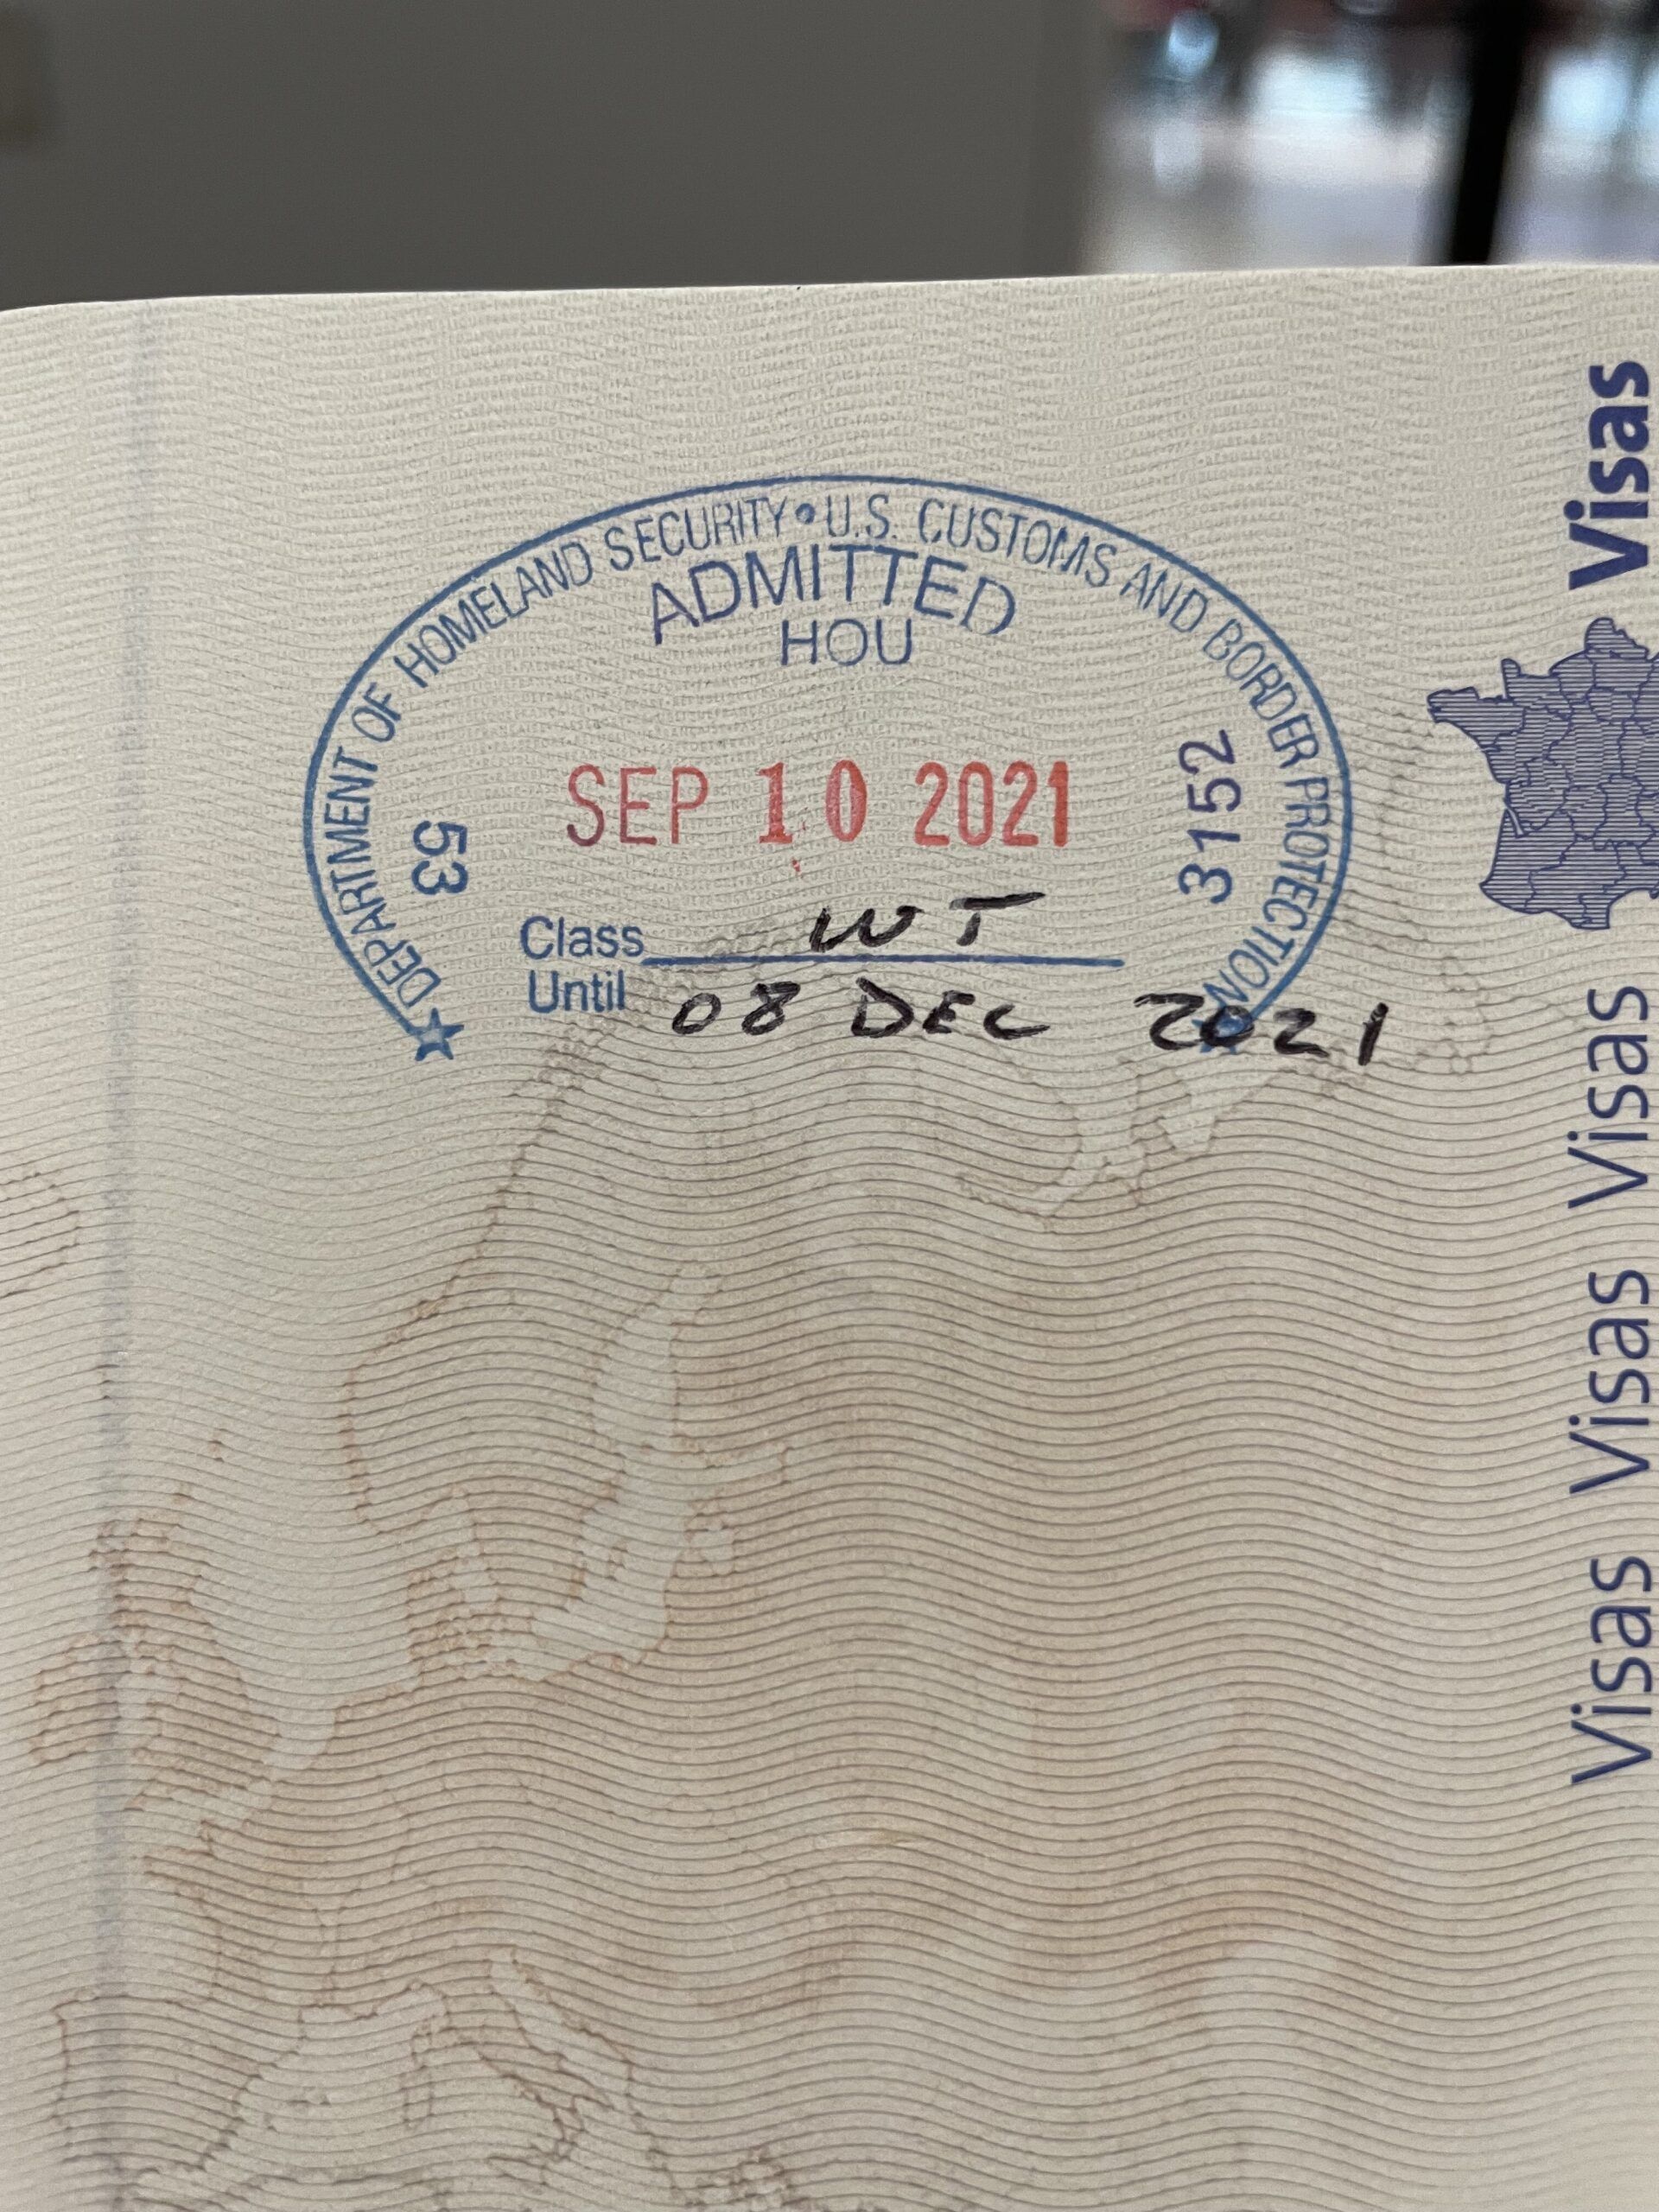 DEPARTMENT OF HOMELAND SECURITY • U.S. CUSTOMS AND BORDER PROTECTION
ADMITTED
HOU
SEP 10 2021
53
3152
Class WT
Until 08 DEC 2021
Visas Visas Visas Visas Visas